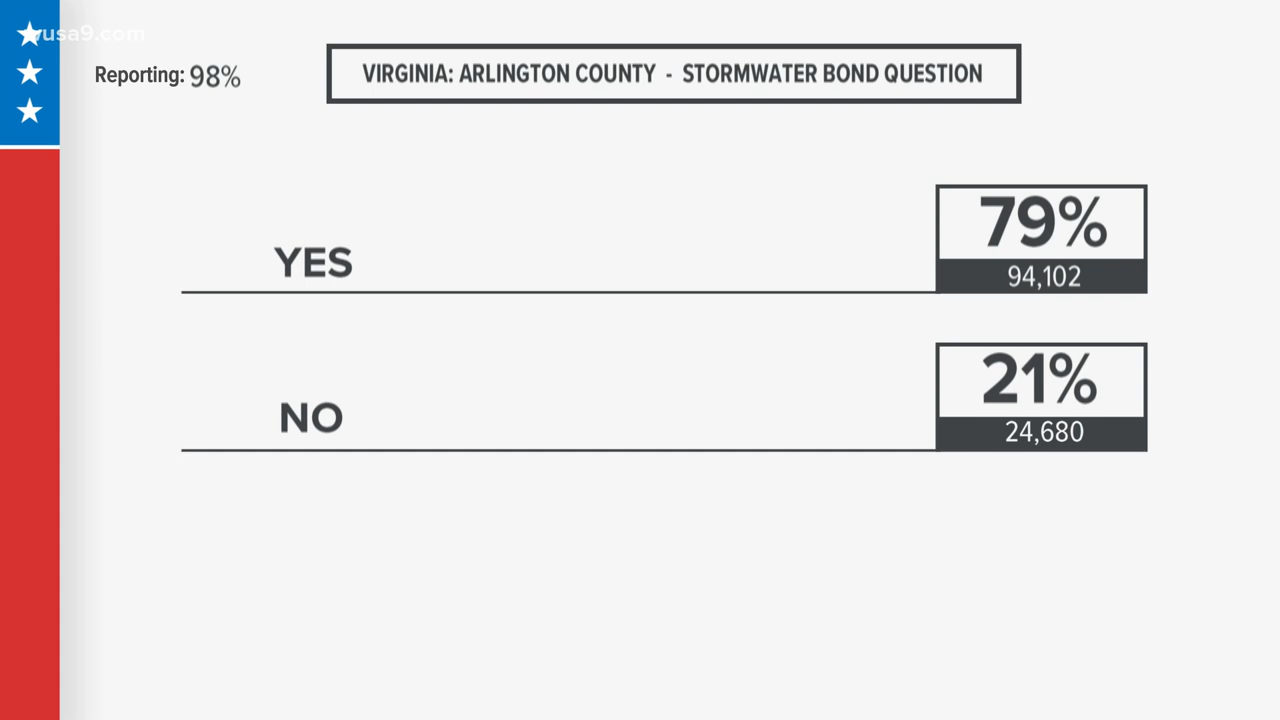 wusa9.com
Reporting: 98%
VIRGINIA: ARLINGTON COUNTY - STORMWATER BOND QUESTION
YES
79%
94,102
NO
21%
24,680